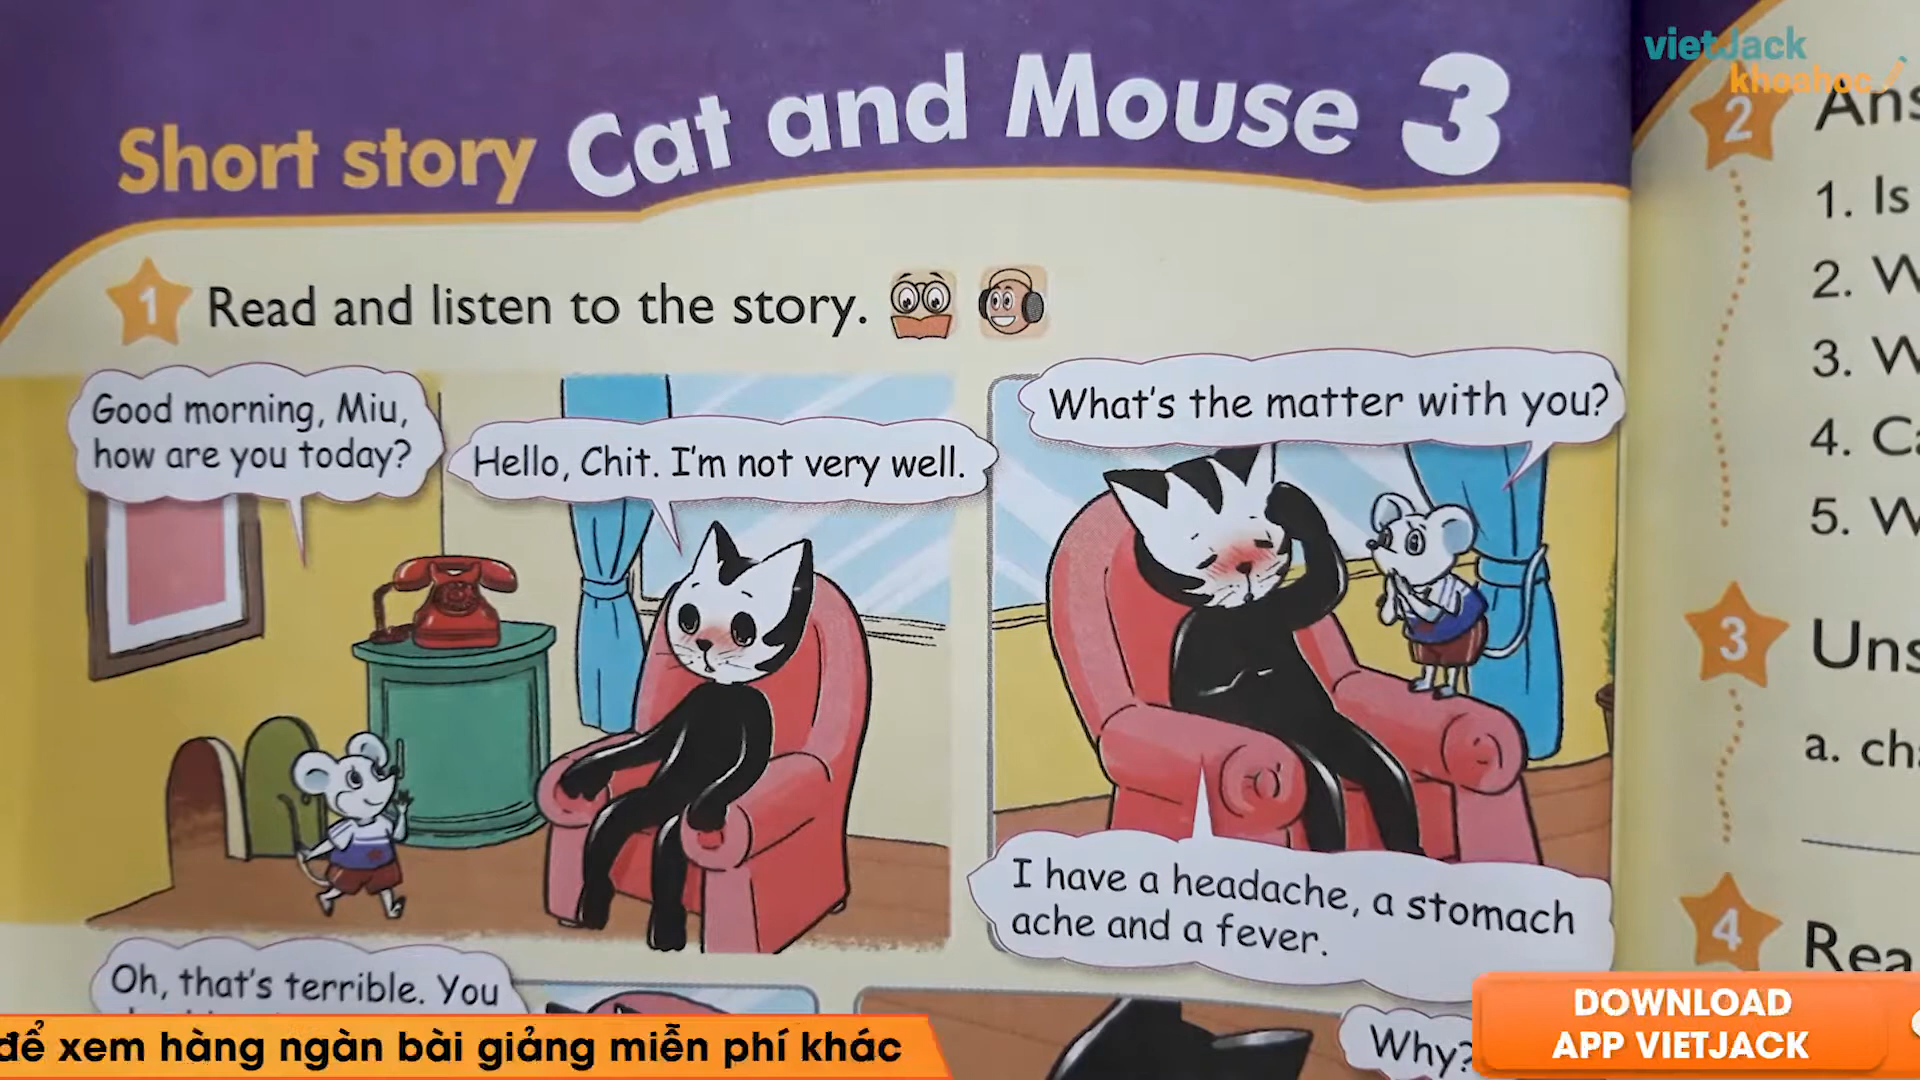 vietJack
khoahoc
Short story Cat and Mouse 3
1 Read and listen to the story.
Good morning, Miu,
how are you today?
Hello, Chit. I'm not very well.
What's the matter with you?
I have a headache, a stomach
ache and a fever.
Oh, that's terrible. You
Why?
2
1. Is
2. W
3. W
4. Ca
5. W
3 Uns
a. ch
4
để xem hàng ngàn bài giảng miễn phí khác
DOWNLOAD
APP VIETJACK